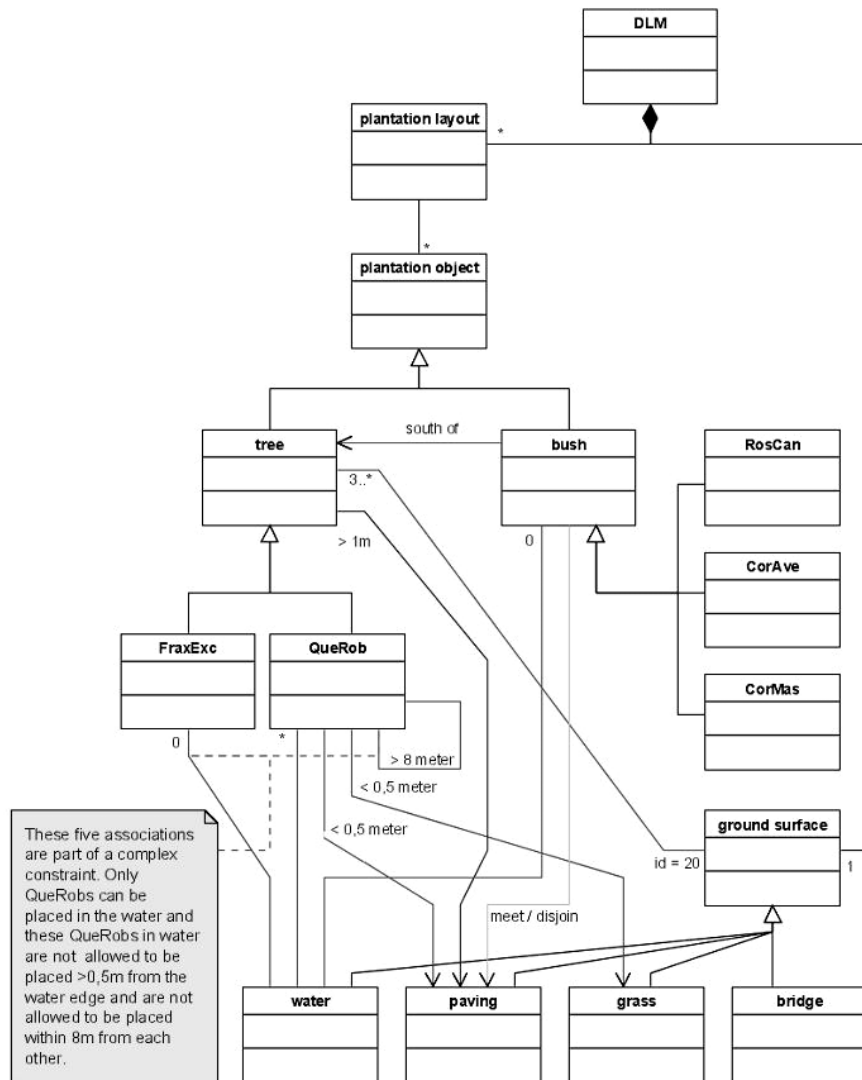 DLM
plantation layout
*
*
plantation object
tree
south of
bush
RosCan
3..*
> 1m
0
CorAve
FraxExc
QueRob
CorMas
0
*
> 8 meter
< 0,5 meter
These five associations
are part of a complex
constraint. Only
QueRobs can be
placed in the water and
these QueRobs in water
are not allowed to be
placed >0,5m from the
water edge and are not
allowed to be placed
within 8m from each
other.
< 0,5 meter
ground surface
id = 20
1
meet / disjoin
water
paving
grass
bridge